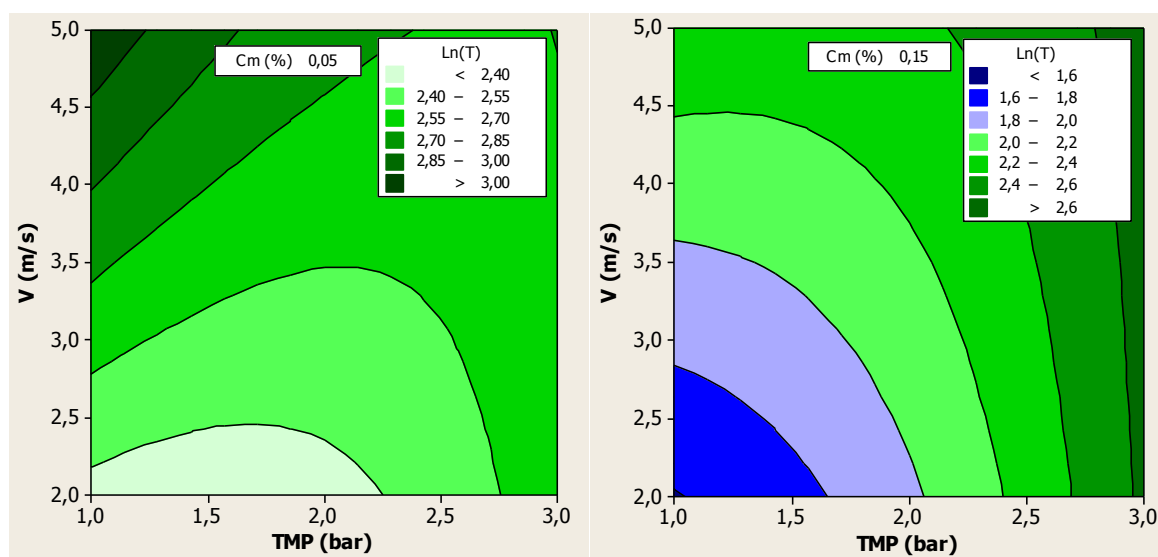 5,0
4,5
4,0
3,5
3,0
2,5
2,0
V (m/s)
1,0 1,5 2,0 2,5 3,0
TMP (bar)
Cm (%) 0,05
Ln(T)
< 2,40
2,40 – 2,55
2,55 – 2,70
2,70 – 2,85
2,85 – 3,00
> 3,00
5,0
4,5
4,0
3,5
3,0
2,5
2,0
V (m/s)
1,0 1,5 2,0 2,5 3,0
TMP (bar)
Cm (%) 0,15
Ln(T)
< 1,6
1,6 – 1,8
1,8 – 2,0
2,0 – 2,2
2,2 – 2,4
2,4 – 2,6
> 2,6